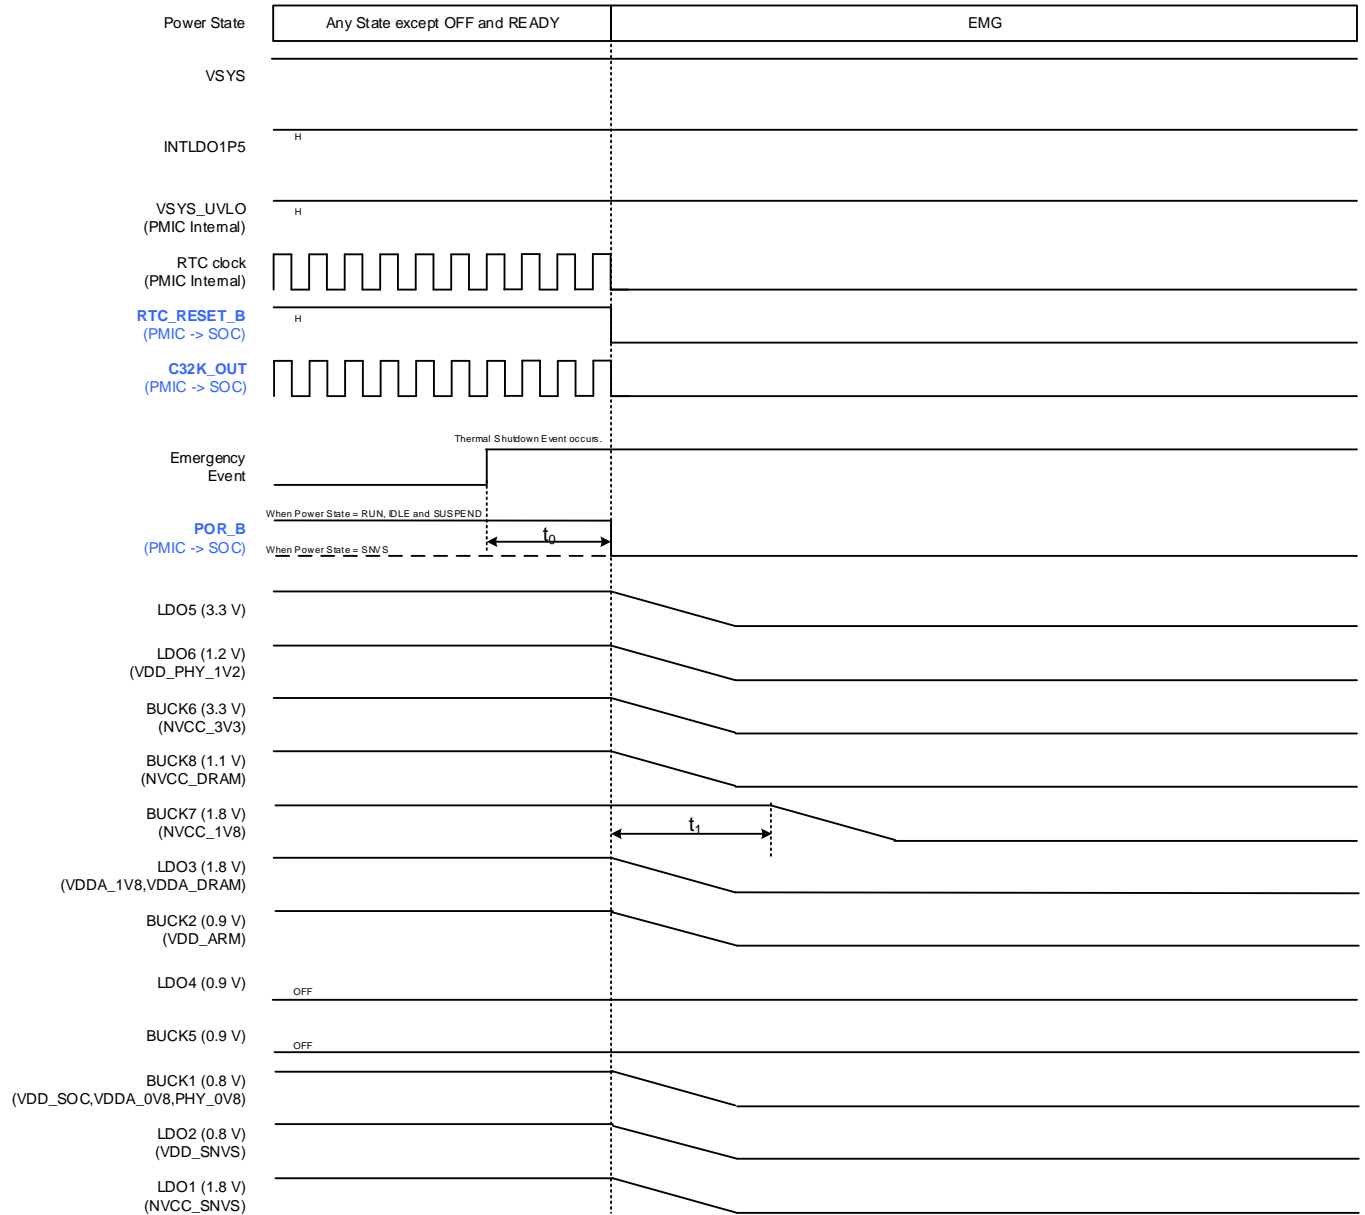 Power State
Any State except OFF and READY
EMG
VSYS
INTLDO1P5
H
VSYS_UVLO
(PMIC Internal)
H
RTC clock
(PMIC Internal)
RTC_RESET_B
(PMIC -> SOC)
H
C32K_OUT
(PMIC -> SOC)
Thermal Shutdown Event occurs.
Emergency
Event
When Power State = RUN, IDLE and SUSPEND
POR_B
(PMIC -> SOC)
t0
When Power State = SNVS
LDO5 (3.3 V)
LDO6 (1.2 V)
(VDD_PHY_1V2)
BUCK6 (3.3 V)
(NVCC_3V3)
BUCK8 (1.1 V)
(NVCC_DRAM)
BUCK7 (1.8 V)
(NVCC_1V8)
t1
LDO3 (1.8 V)
(VDDA_1V8,VDDA_DRAM)
BUCK2 (0.9 V)
(VDD_ARM)
LDO4 (0.9 V)
OFF
BUCK5 (0.9 V)
OFF
BUCK1 (0.8 V)
(VDD_SOC,VDDA_0V8,PHY_0V8)
LDO2 (0.8 V)
(VDD_SNVS)
LDO1 (1.8 V)
(NVCC_SNVS)